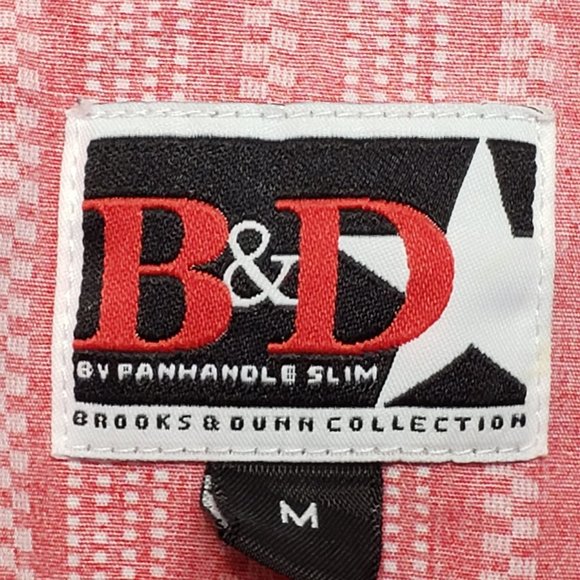 B&D
BY PANHANDLE SLIM
BROOKS & DUNN COLLECTION
M